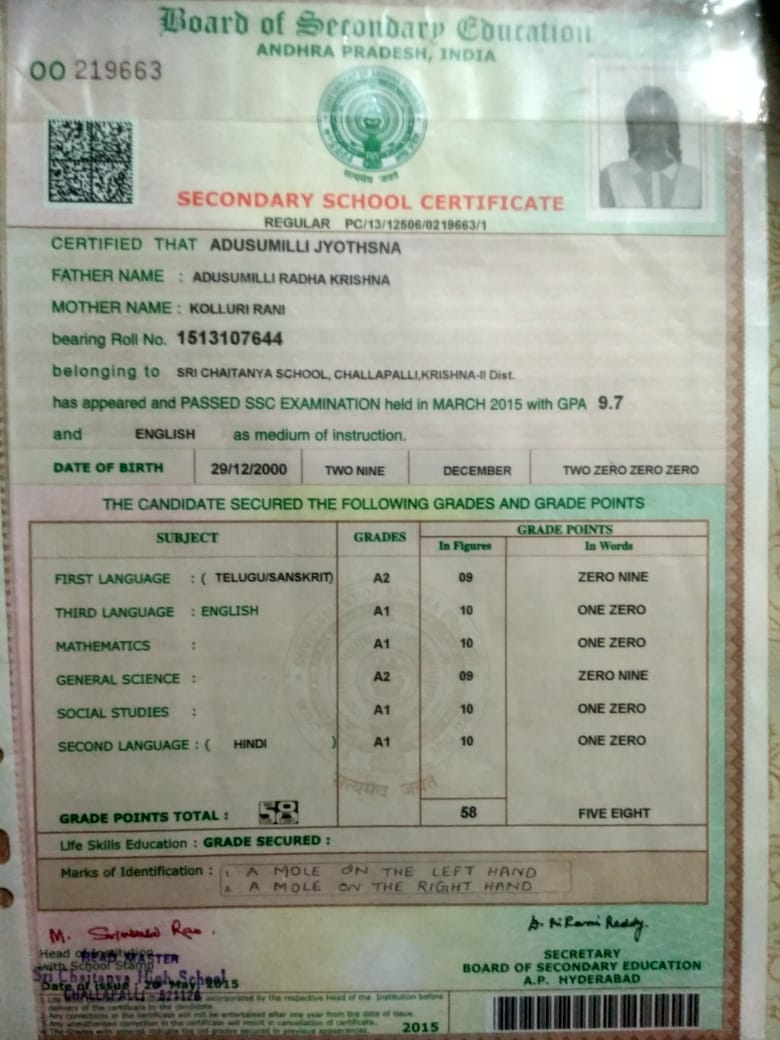 Board of Secondary Education
ANDHRA PRADESH, INDIA
OO 219663
सत्यमेव जयते
SECONDARY SCHOOL CERTIFICATE
REGULAR PC/13/12506/0219663/1
CERTIFIED THAT ADUSUMILLI JYOTHSNA
FATHER NAME : ADUSUMILLI RADHA KRISHNA
MOTHER NAME : KOLLURI RANI
bearing Roll No. 1513107644
belonging to SRI CHAITANYA SCHOOL, CHALLAPALLI,KRISHNA-II Dist.
has appeared and PASSED SSC EXAMINATION held in MARCH 2015 with GPA 9.7
and ENGLISH as medium of instruction.
DATE OF BIRTH 29/12/2000 TWO NINE DECEMBER TWO ZERO ZERO ZERO
THE CANDIDATE SECURED THE FOLLOWING GRADES AND GRADE POINTS
SUBJECT GRADES GRADE POINTS
In Figures In Words
FIRST LANGUAGE : ( TELUGU/SANSKRIT) A2 09 ZERO NINE
THIRD LANGUAGE : ENGLISH A1 10 ONE ZERO
MATHEMATICS : A1 10 ONE ZERO
GENERAL SCIENCE : A2 09 ZERO NINE
SOCIAL STUDIES : A1 10 ONE ZERO
SECOND LANGUAGE : ( HINDI ) A1 10 ONE ZERO
सत्यमेव जयते
GRADE POINTS TOTAL : 58 58 FIVE EIGHT
Life Skills Education : GRADE SECURED :
Marks of Identification : 1. A MOLE ON THE LEFT HAND
2. A MOLE ON THE RIGHT HAND
Head of Institution
with School Stamp
HEAD MASTER
Sri Chaitanya High School
CHALLAPALLI - 521126
Date of issue : 20 May, 2015
SECRETARY
BOARD OF SECONDARY EDUCATION
A.P. HYDERABAD
incorporated by the respective Head of the Institution before
delivery of the certificate to the candidate.
Any corrections in the certificate will not be entertained after one year from the date of issue.
Any unauthorised correction in the certificate will result in cancellation of certificate.
2015